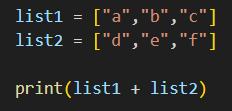 list1 = ["a","b","c"]
list2 = ["d","e","f"]
print(list1 + list2)